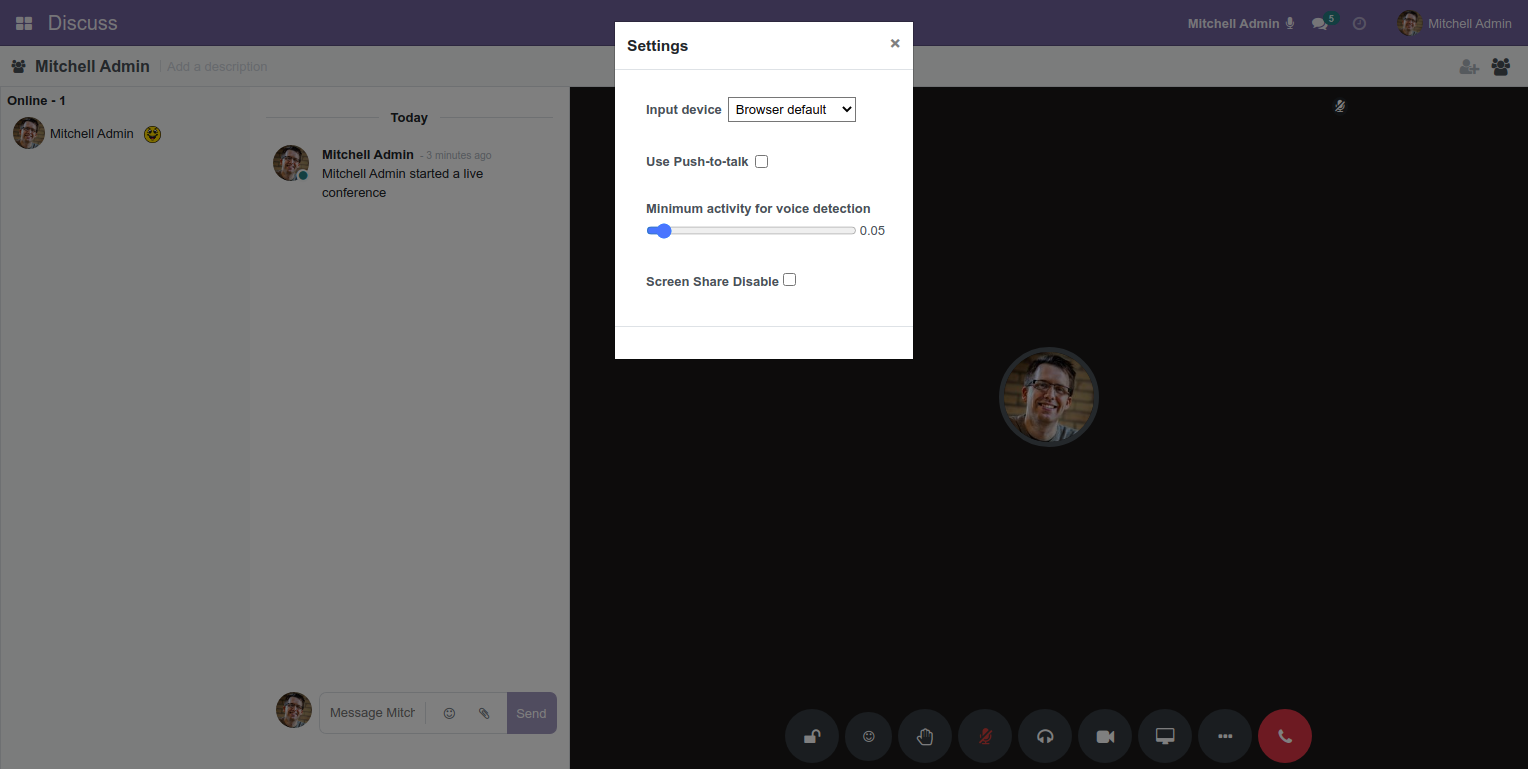 Discuss
Mitchell Admin
5
Mitchell Admin
Mitchell Admin
Add a description
Online - 1
Mitchell Admin
Today
Mitchell Admin - 3 minutes ago
Mitchell Admin started a live
conference
Message Mitch
Send
Settings
×
Input device Browser default
Use Push-to-talk
Minimum activity for voice detection
0.05
Screen Share Disable